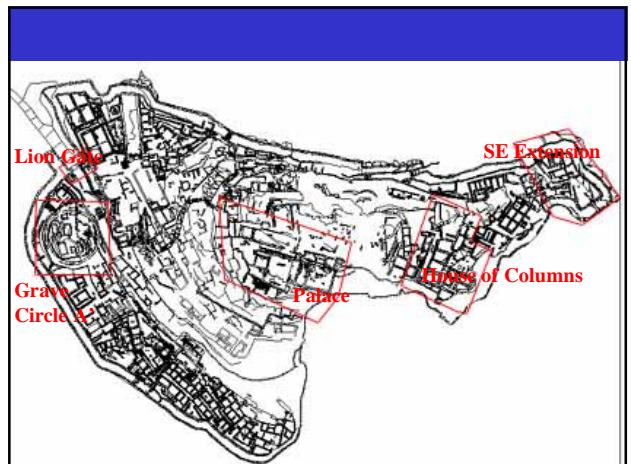 Lion Gate
SE Extension
House of Columns
Grave
Circle A'
Palace